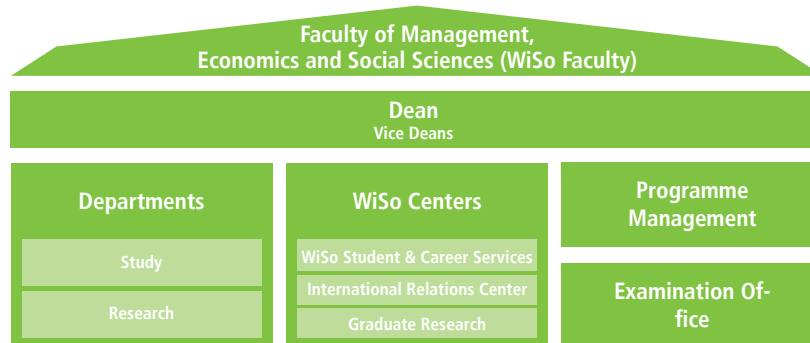 Faculty of Management,
Economics and Social Sciences (WiSo Faculty)
Dean
Vice Deans
Departments
Study
Research
WiSo Centers
WiSo Student & Career Services
International Relations Center
Graduate Research
Programme
Management
Examination Of-
fice